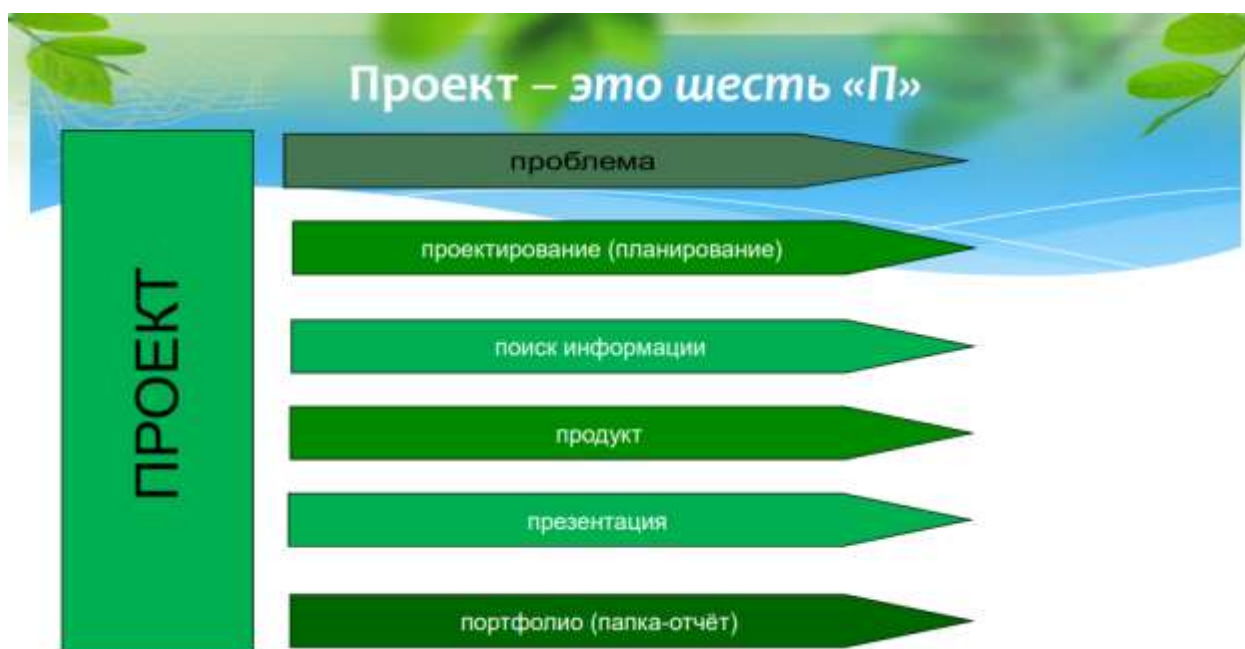 Проект – это шесть «П»
ПРОЕКТ
проблема
проектирование (планирование)
поиск информации
продукт
презентация
портфолио (папка-отчёт)